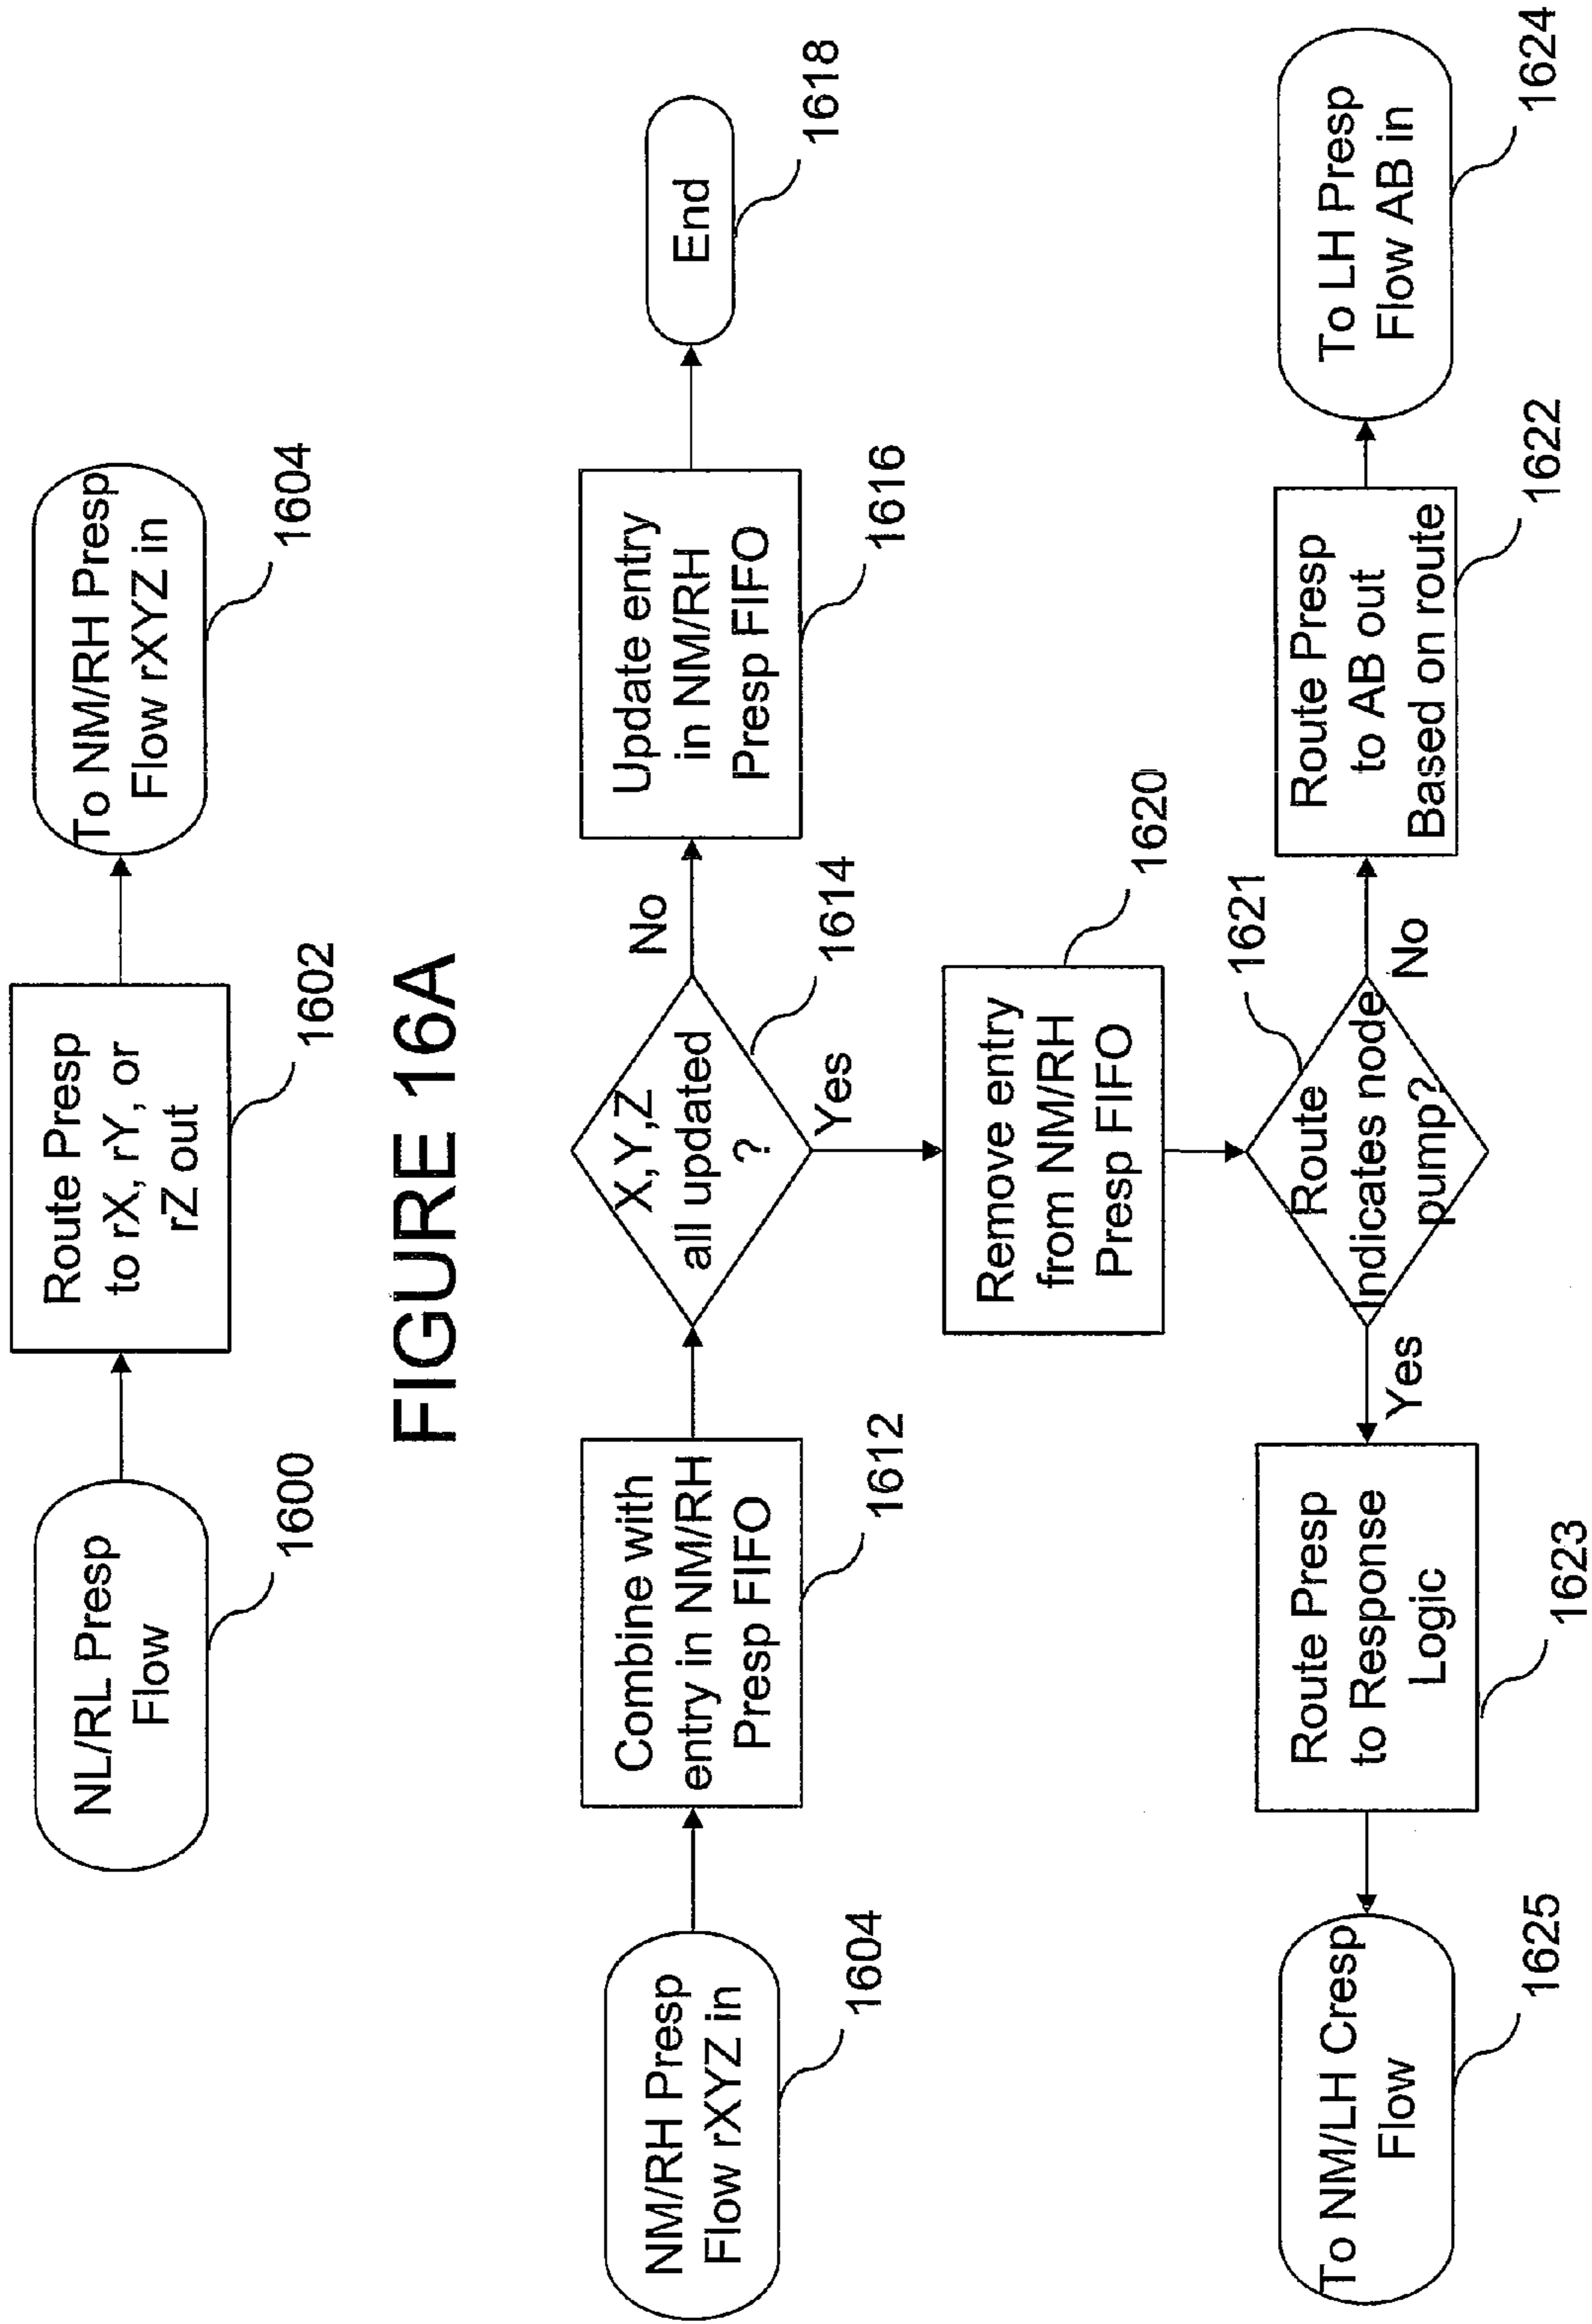 NL/RL Presp
Flow
1600
Route Presp
to rX, rY, or
rZ out
1602
To NM/RH Presp
Flow rXYZ in
1604
FIGURE 16A
NM/RH Presp
Flow rXYZ in
1604
Combine with
entry in NM/RH
Presp FIFO
1612
X,Y,Z
all updated
?
1614
No
Yes
Update entry
in NM/RH
Presp FIFO
1616
End
1618
Remove entry
from NM/RH
Presp FIFO
1620
Route
Indicates node
pump?
1621
Yes
No
To NM/LH Cresp
Flow
1625
Route Presp
to Response
Logic
1623
Route Presp
to AB out
Based on route
1622
To LH Presp
Flow AB in
1624